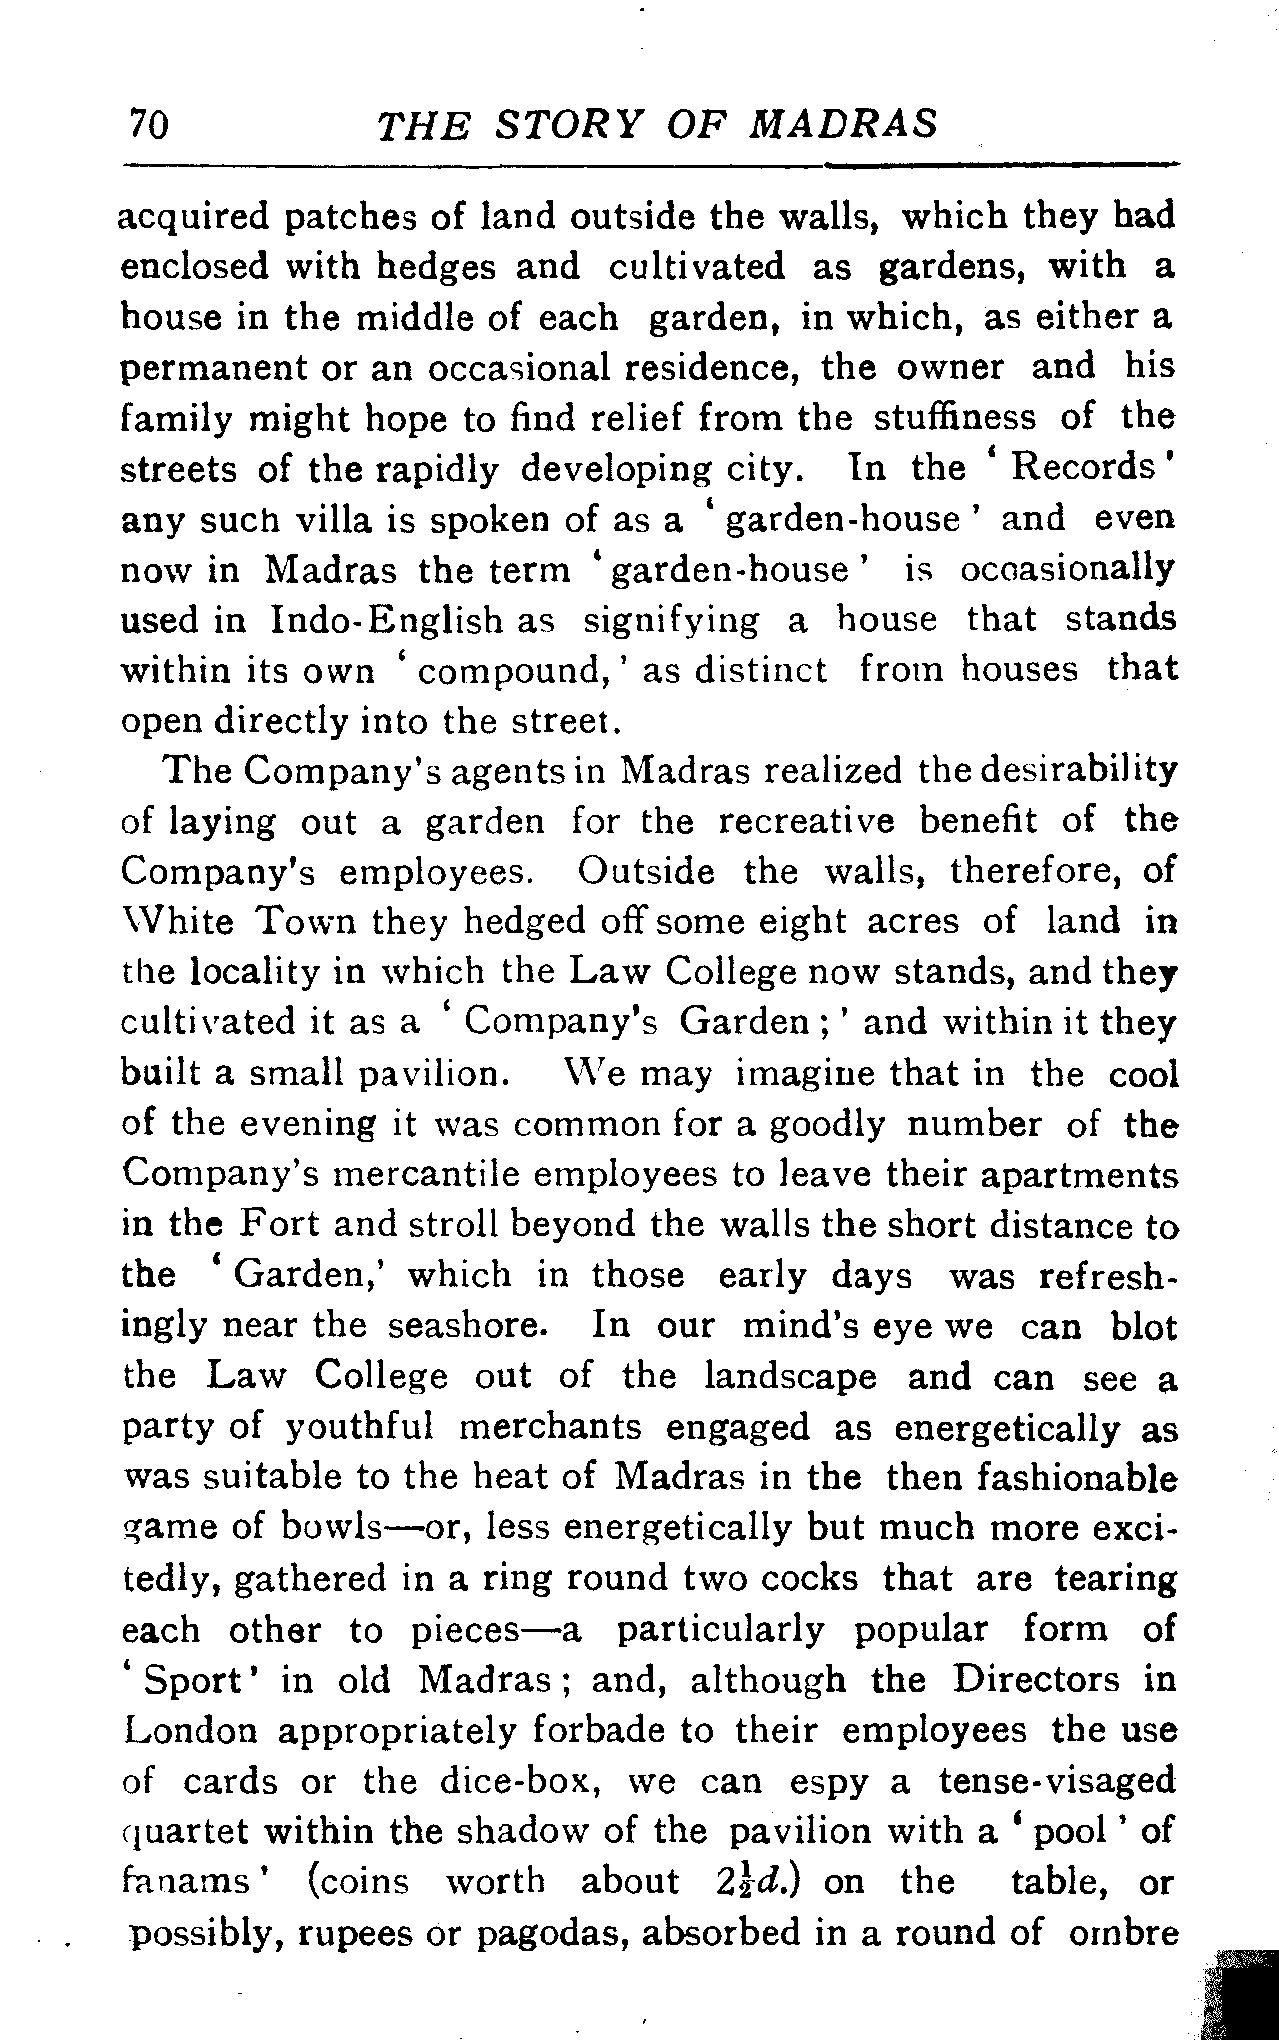 70 THE STORY OF MADRAS
acquired patches of land outside the walls, which they had
enclosed with hedges and cultivated as gardens, with a
house in the middle of each garden, in which, as either a
permanent or an occasional residence, the owner and his
family might hope to find relief from the stuffiness of the
streets of the rapidly developing city. In the ‘ Records ’
any such villa is spoken of as a ‘ garden-house ’ and even
now in Madras the term ‘ garden-house ’ is occasionally
used in Indo-English as signifying a house that stands
within its own ‘ compound, ’ as distinct from houses that
open directly into the street.
The Company's agents in Madras realized the desirability
of laying out a garden for the recreative benefit of the
Company's employees. Outside the walls, therefore, of
White Town they hedged off some eight acres of land in
the locality in which the Law College now stands, and they
cultivated it as a ‘ Company's Garden ; ’ and within it they
built a small pavilion. We may imagine that in the cool
of the evening it was common for a goodly number of the
Company's mercantile employees to leave their apartments
in the Fort and stroll beyond the walls the short distance to
the ‘ Garden,’ which in those early days was refresh-
ingly near the seashore. In our mind's eye we can blot
the Law College out of the landscape and can see a
party of youthful merchants engaged as energetically as
was suitable to the heat of Madras in the then fashionable
game of bowls—or, less energetically but much more exci-
tedly, gathered in a ring round two cocks that are tearing
each other to pieces—a particularly popular form of
‘ Sport ’ in old Madras ; and, although the Directors in
London appropriately forbade to their employees the use
of cards or the dice-box, we can espy a tense-visaged
quartet within the shadow of the pavilion with a ‘ pool ’ of
fanams ’ (coins worth about 2½d.) on the table, or
possibly, rupees or pagodas, absorbed in a round of ombre